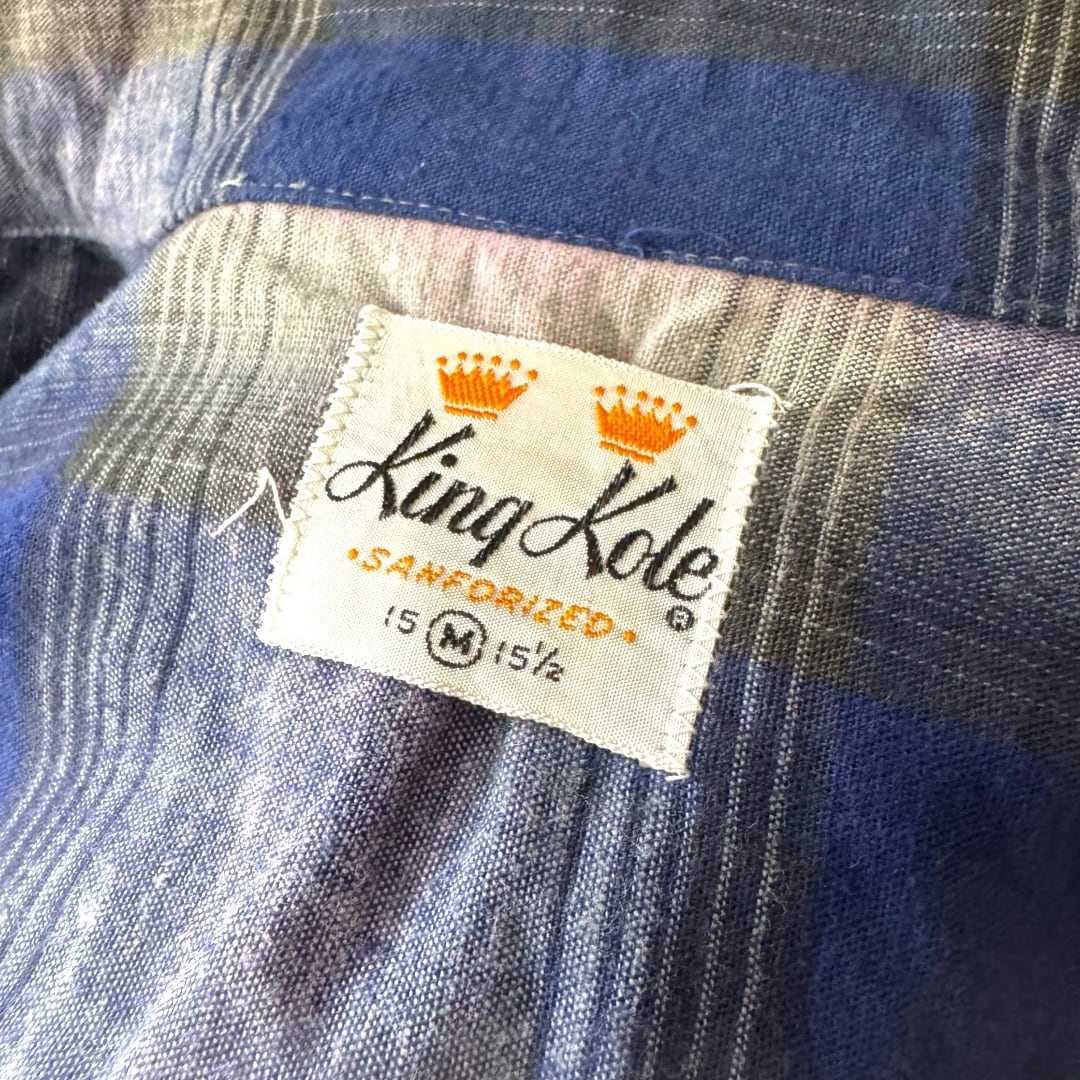 King Kole ®
•SANFORIZED•
15 M 15½